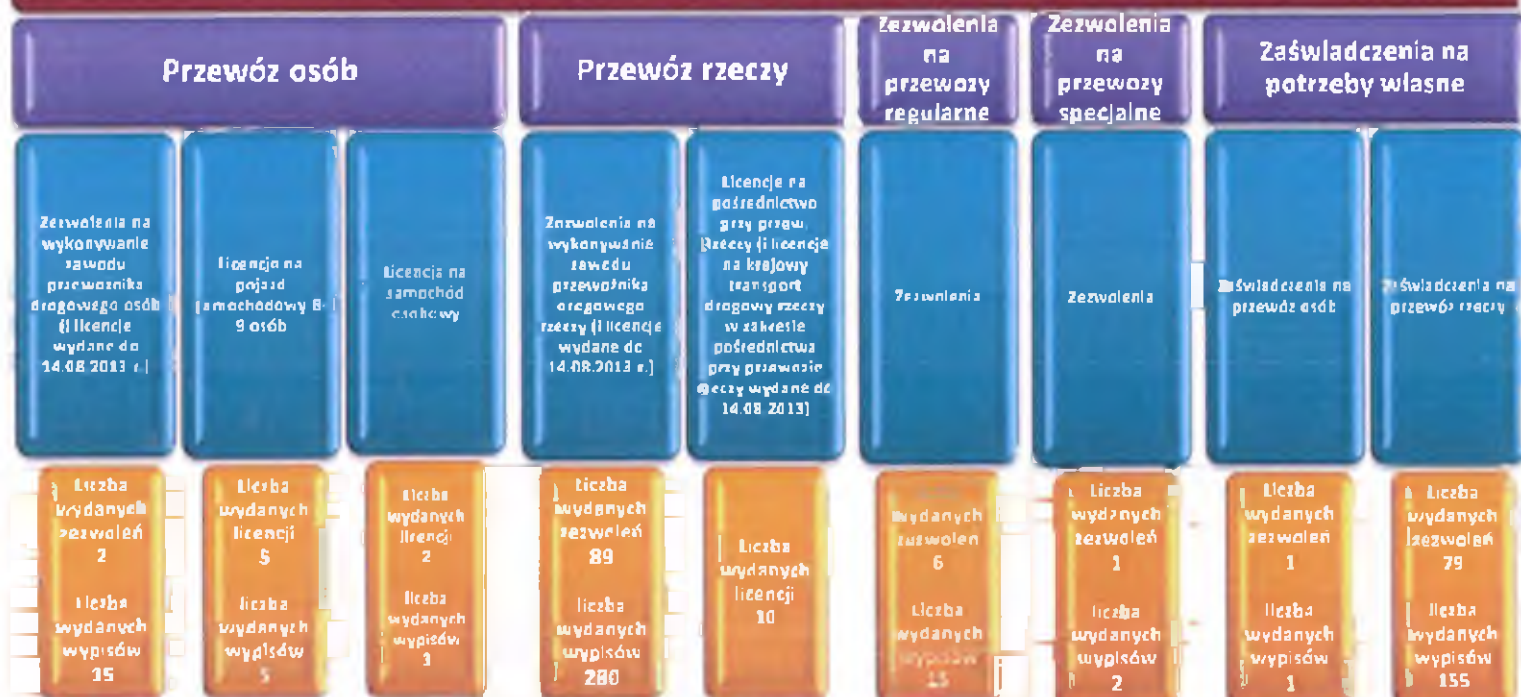 Przewóz osób
Przewóz rzeczy
Zezwolenia
na
przewozy
regularne
Zezwolenia
na
przewozy
specjalne
Zaświadczenia na
potrzeby własne
Zezwolenia na
wykonywanie
zawodu
przewoźnika
drogowego osób
(i licencje
wydane do
14.08.2013 r.)
Licencja na
pojazd
samochodowy 8-
9 osób
Licencja na
samochód
osobowy
Zezwolenia na
wykonywanie
zawodu
przewoźnika
drogowego
rzeczy (i licencje
wydane do
14.08.2013 r.)
Licencje na
pośrednictwo
przy przew.
Rzeczy (i licencje
na krajowy
transport
drogowy rzeczy
w zakresie
pośrednictwa
przy przewozie
rzeczy wydane do
14.08.2013)
Zezwolenia
Zezwolenia
Zaświadczenia na
przewóz osób
Zaświadczenia na
przewóz rzeczy
Liczba
wydanych
zezwoleń
2
Liczba
wydanych
wypisów
Liczba
wydanych
licencji
5
Liczba
wydanych
wypisów
5
Liczba
wydanych
licencji
2
Liczba
wydanych
wypisów
Liczba
wydanych
zezwoleń
89
Liczba
wydanych
wypisów
280
Liczba
wydanych
licencji
10
wydanych
zezwoleń
6
Liczba
wydanych
wypisów
Liczba
wydanych
zezwoleń
1
Liczba
wydanych
wypisów
2
Liczba
wydanych
zezwoleń
1
Liczba
wydanych
wypisów
1
Liczba
wydanych
zezwoleń
79
Liczba
wydanych
wypisów
155